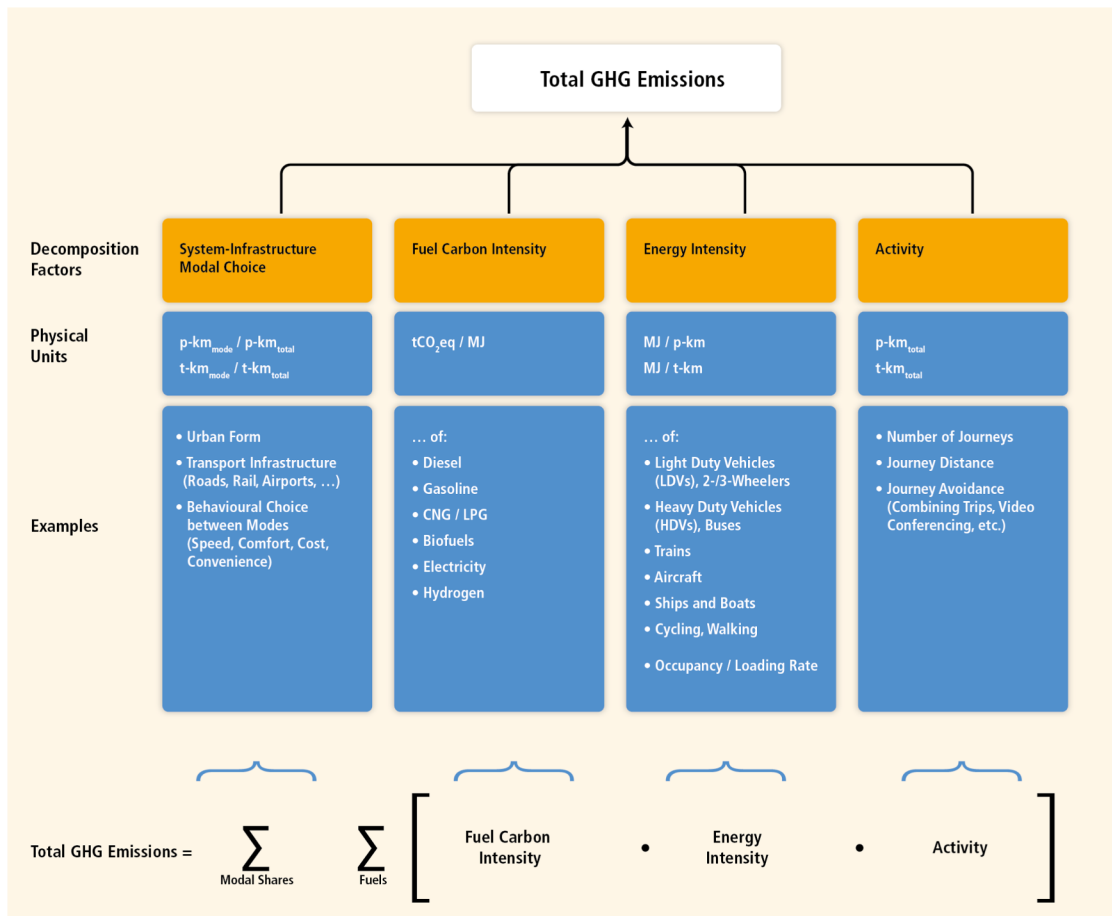 Total GHG Emissions
Decomposition
Factors
System-Infrastructure
Modal Choice
Fuel Carbon Intensity
Energy Intensity
Activity
Physical
Units
p-kmmode / p-kmtotal
t-kmmode / t-kmtotal
tCO2eq / MJ
MJ / p-km
MJ / t-km
p-kmtotal
t-kmtotal
Examples
• Urban Form
• Transport Infrastructure
(Roads, Rail, Airports, …)
• Behavioural Choice
between Modes
(Speed, Comfort, Cost,
Convenience)
… of:
• Diesel
• Gasoline
• CNG / LPG
• Biofuels
• Electricity
• Hydrogen
… of:
• Light Duty Vehicles
(LDVs), 2-/3-Wheelers
• Heavy Duty Vehicles
(HDVs), Buses
• Trains
• Aircraft
• Ships and Boats
• Cycling, Walking
• Occupancy / Loading Rate
• Number of Journeys
• Journey Distance
• Journey Avoidance
(Combining Trips, Video
Conferencing, etc.)
Total GHG Emissions =
∑
Modal Shares
∑
Fuels
[
Fuel Carbon
Intensity
•
Energy
Intensity
•
Activity
]